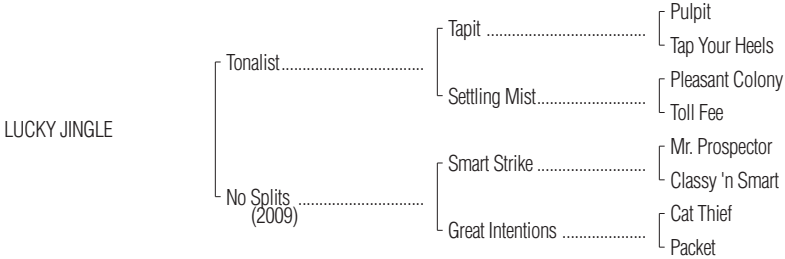 Pulpit
Tapit ......................................
Tap Your Heels
Tonalist..................................
Pleasant Colony
Settling Mist..........................
Toll Fee
LUCKY JINGLE
Mr. Prospector
Smart Strike ..........................
Classy 'n Smart
No Splits ..............................
(2009)
Cat Thief
Great Intentions ....................
Packet